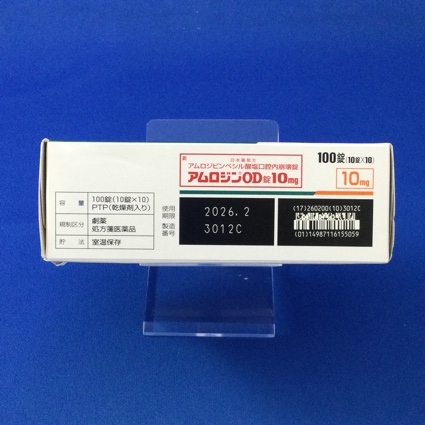 日本薬局方
アムロジピンベシル酸塩口腔内崩壊錠
アムロジンOD錠10mg
100錠(10錠×10)
10mg
容量 100錠(10錠×10)
PTP(乾燥剤入り)
規制区分 劇薬
処方箋医薬品
貯法 室温保存
使用期限 2026.2
製造番号 3012C
(17)260200(10)3012C
(01)14987116155059